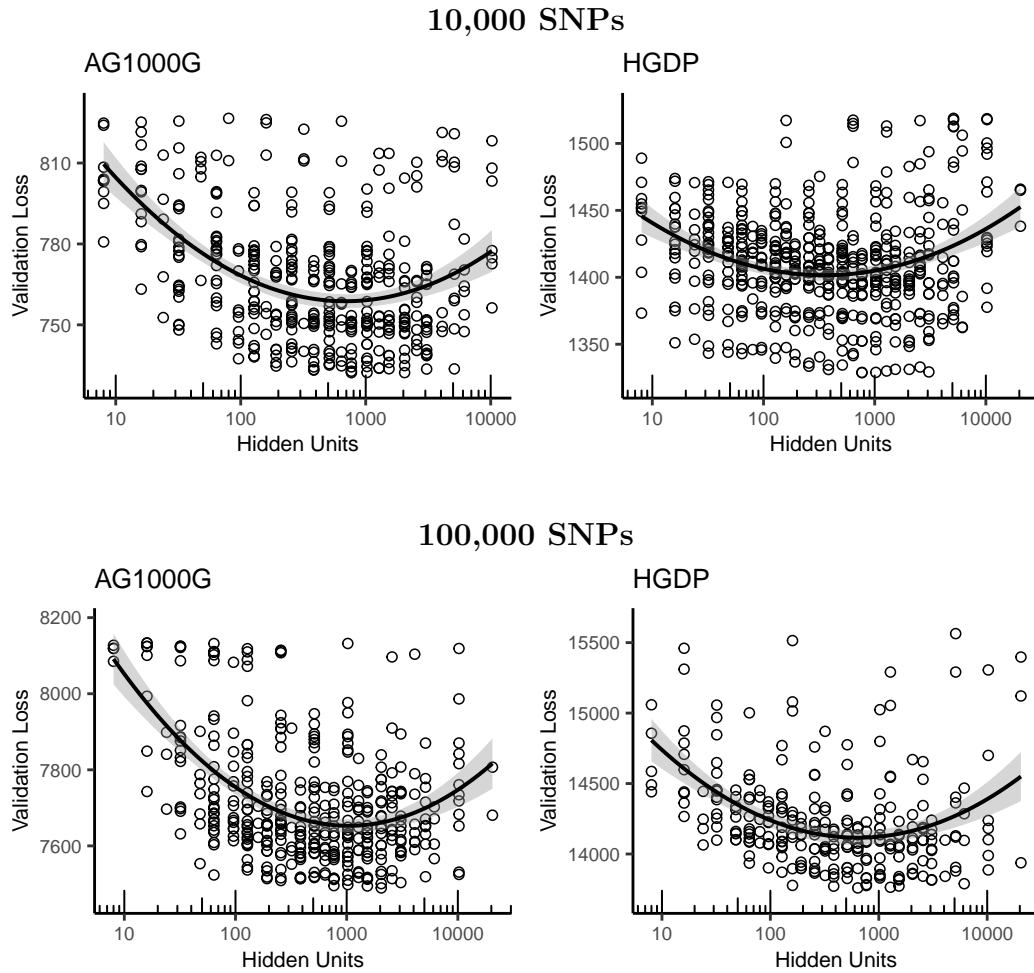 10,000 SNPs
AG1000G
HGDP
Validation Loss
810
780
750
10
100
1000
10000
Hidden Units
Validation Loss
1500
1450
1400
1350
10
100
1000
10000
Hidden Units
100,000 SNPs
AG1000G
HGDP
Validation Loss
8200
8000
7800
7600
10
100
1000
10000
Hidden Units
Validation Loss
15500
15000
14500
14000
10
100
1000
10000
Hidden Units